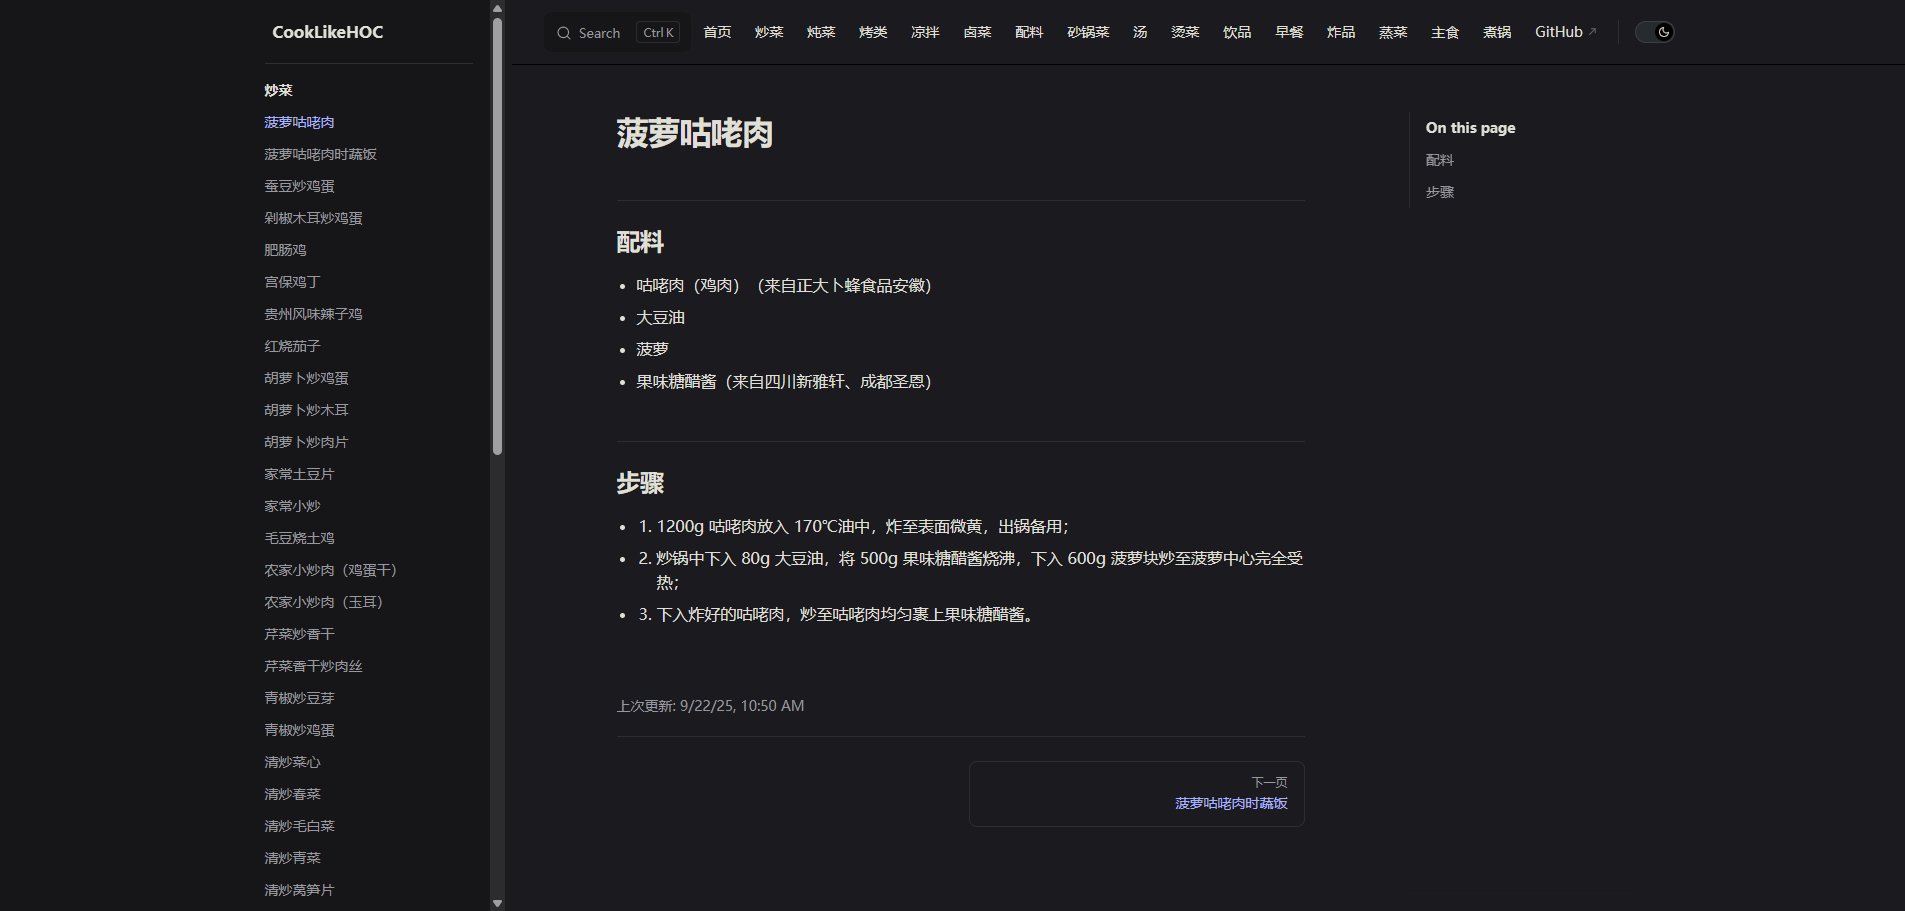 CookLikeHOC
Search Ctrl K 首页 炒菜 炖菜 烤类 凉拌 卤菜 配料 砂锅菜 汤 烫菜 饮品 早餐 炸品 蒸菜 主食 煮锅 GitHub
炒菜
菠萝咕咾肉
菠萝咕咾肉时蔬饭
蚕豆炒鸡蛋
剁椒木耳炒鸡蛋
肥肠鸡
宫保鸡丁
贵州风味辣子鸡
红烧茄子
胡萝卜炒鸡蛋
胡萝卜炒木耳
胡萝卜炒肉片
家常土豆片
家常小炒
毛豆烧土鸡
农家小炒肉（鸡蛋干）
农家小炒肉（玉耳）
芹菜炒香干
芹菜香干炒肉丝
青椒炒豆芽
青椒炒鸡蛋
清炒菜心
清炒春菜
清炒毛白菜
清炒青菜
清炒莴笋片
菠萝咕咾肉
配料
• 咕咾肉（鸡肉）（来自正大卜蜂食品安徽）
• 大豆油
• 菠萝
• 果味糖醋酱（来自四川新雅轩、成都圣恩）
步骤
• 1. 1200g 咕咾肉放入 170℃油中，炸至表面微黄，出锅备用；
• 2. 炒锅中下入 80g 大豆油，将 500g 果味糖醋酱烧沸，下入 600g 菠萝块炒至菠萝中心完全受
热；
• 3. 下入炸好的咕咾肉，炒至咕咾肉均匀裹上果味糖醋酱。
上次更新: 9/22/25, 10:50 AM
下一页
菠萝咕咾肉时蔬饭
On this page
配料
步骤